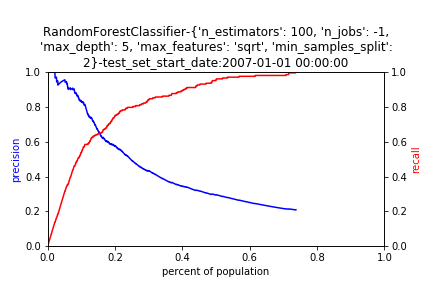 RandomForestClassifier-{'n_estimators': 100, 'n_jobs': -1,
'max_depth': 5, 'max_features': 'sqrt', 'min_samples_split':
2}-test_set_start_date:2007-01-01 00:00:00
1.0
0.8
0.6
0.4
0.2
0.0
precision
1.0
0.8
0.6
0.4
0.2
0.0
recall
0.0 0.2 0.4 0.6 0.8 1.0
percent of population